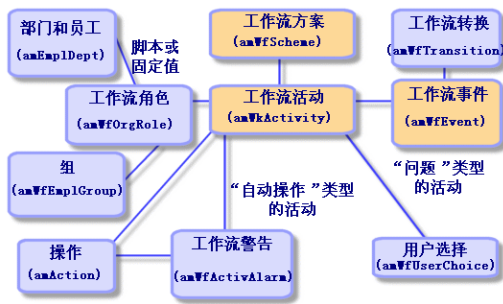 部门和员工
(amEmplDept)
脚本或
固定值
工作流方案
(amWfScheme)
工作流转换
(amWfTransition)
工作流角色
(amWfOrgRole)
工作流活动
(amWkActivity)
工作流事件
(amWfEvent)
组
(amWfEmplGroup)
“自动操作”类型
的活动
“问题”类型
的活动
操作
(amAction)
工作流警告
(amWfActivAlarm)
用户选择
(amWfUserChoice)